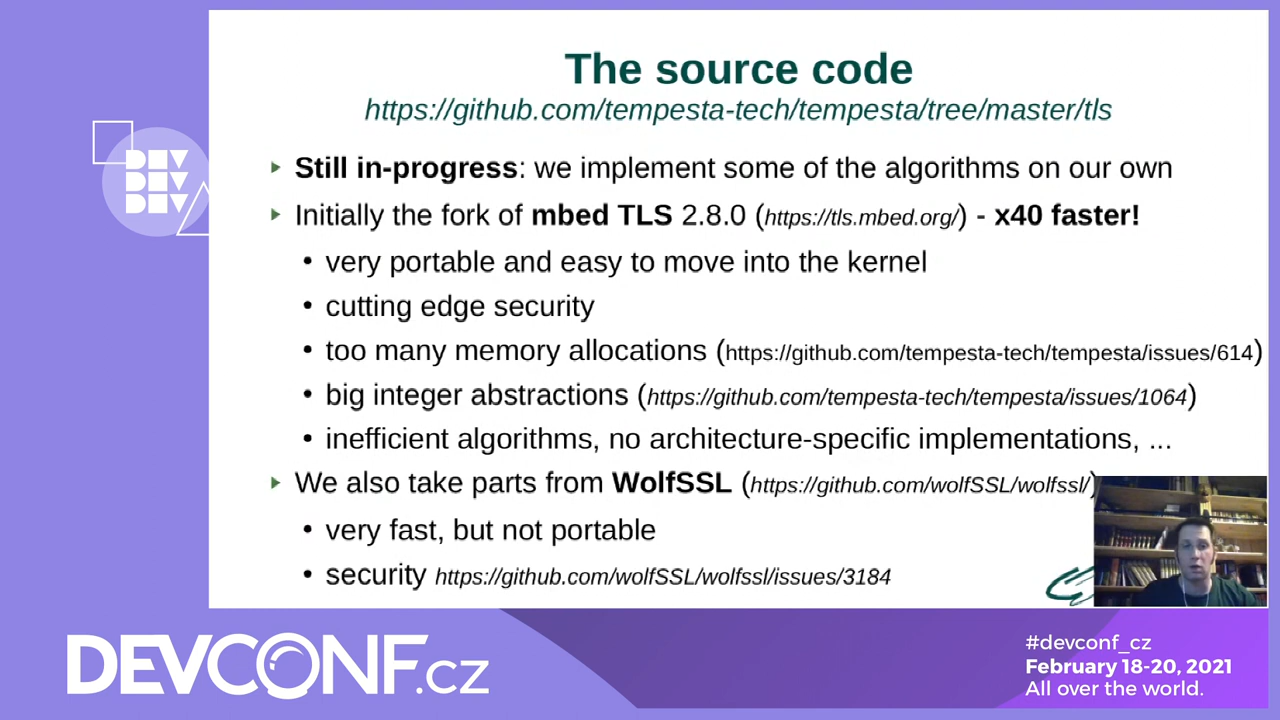 The source code
https://github.com/tempesta-tech/tempesta/tree/master/tls
Still in-progress: we implement some of the algorithms on our own
Initially the fork of mbed TLS 2.8.0 (https://tls.mbed.org/) - x40 faster!
• very portable and easy to move into the kernel
• cutting edge security
• too many memory allocations (https://github.com/tempesta-tech/tempesta/issues/614)
• big integer abstractions (https://github.com/tempesta-tech/tempesta/issues/1064)
• inefficient algorithms, no architecture-specific implementations, ...
We also take parts from WolfSSL (https://github.com/wolfSSL/wolfssl/)
• very fast, but not portable
• security https://github.com/wolfSSL/wolfssl/issues/3184
DEV
DEV
DEV
DEVCONF.cz
#devconf_cz
February 18-20, 2021
All over the world.